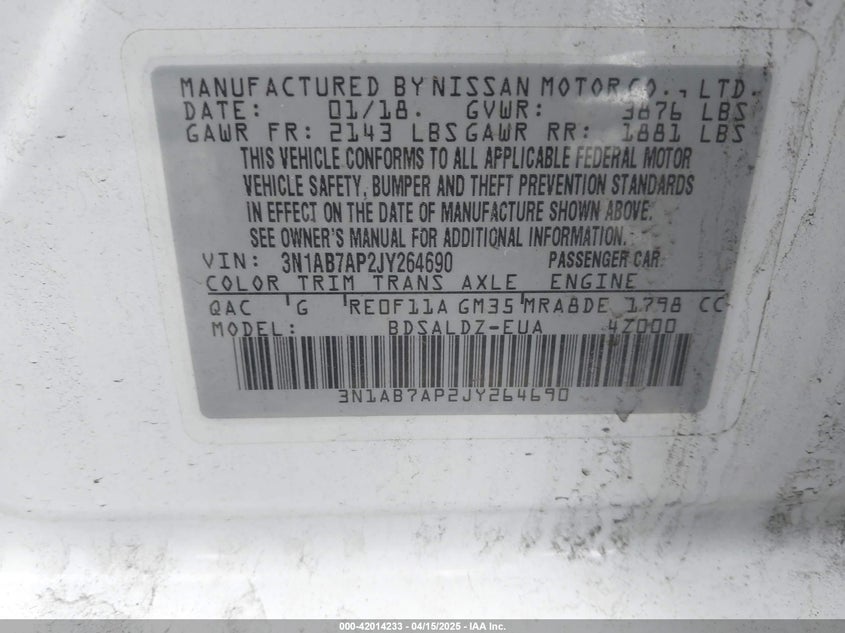 MANUFACTURED BY NISSAN MOTOR CO., LTD.
DATE: 01/18. GVWR: 3876 LBS
GAWR FR: 2143 LBS GAWR RR: 1881 LBS
THIS VEHICLE CONFORMS TO ALL APPLICABLE FEDERAL MOTOR
VEHICLE SAFETY, BUMPER AND THEFT PREVENTION STANDARDS
IN EFFECT ON THE DATE OF MANUFACTURE SHOWN ABOVE.
SEE OWNER'S MANUAL FOR ADDITIONAL INFORMATION.
VIN: 3N1AB7AP2JY264690 PASSENGER CAR
COLOR TRIM TRANS AXLE ENGINE
QAC G RE0F11A GM35 MRA8DE 1798 CC
MODEL: BDSALDZ-EUA 4Z000
3N1AB7AP2JY264690
000-42014233 - 04/15/2025 - IAA Inc.